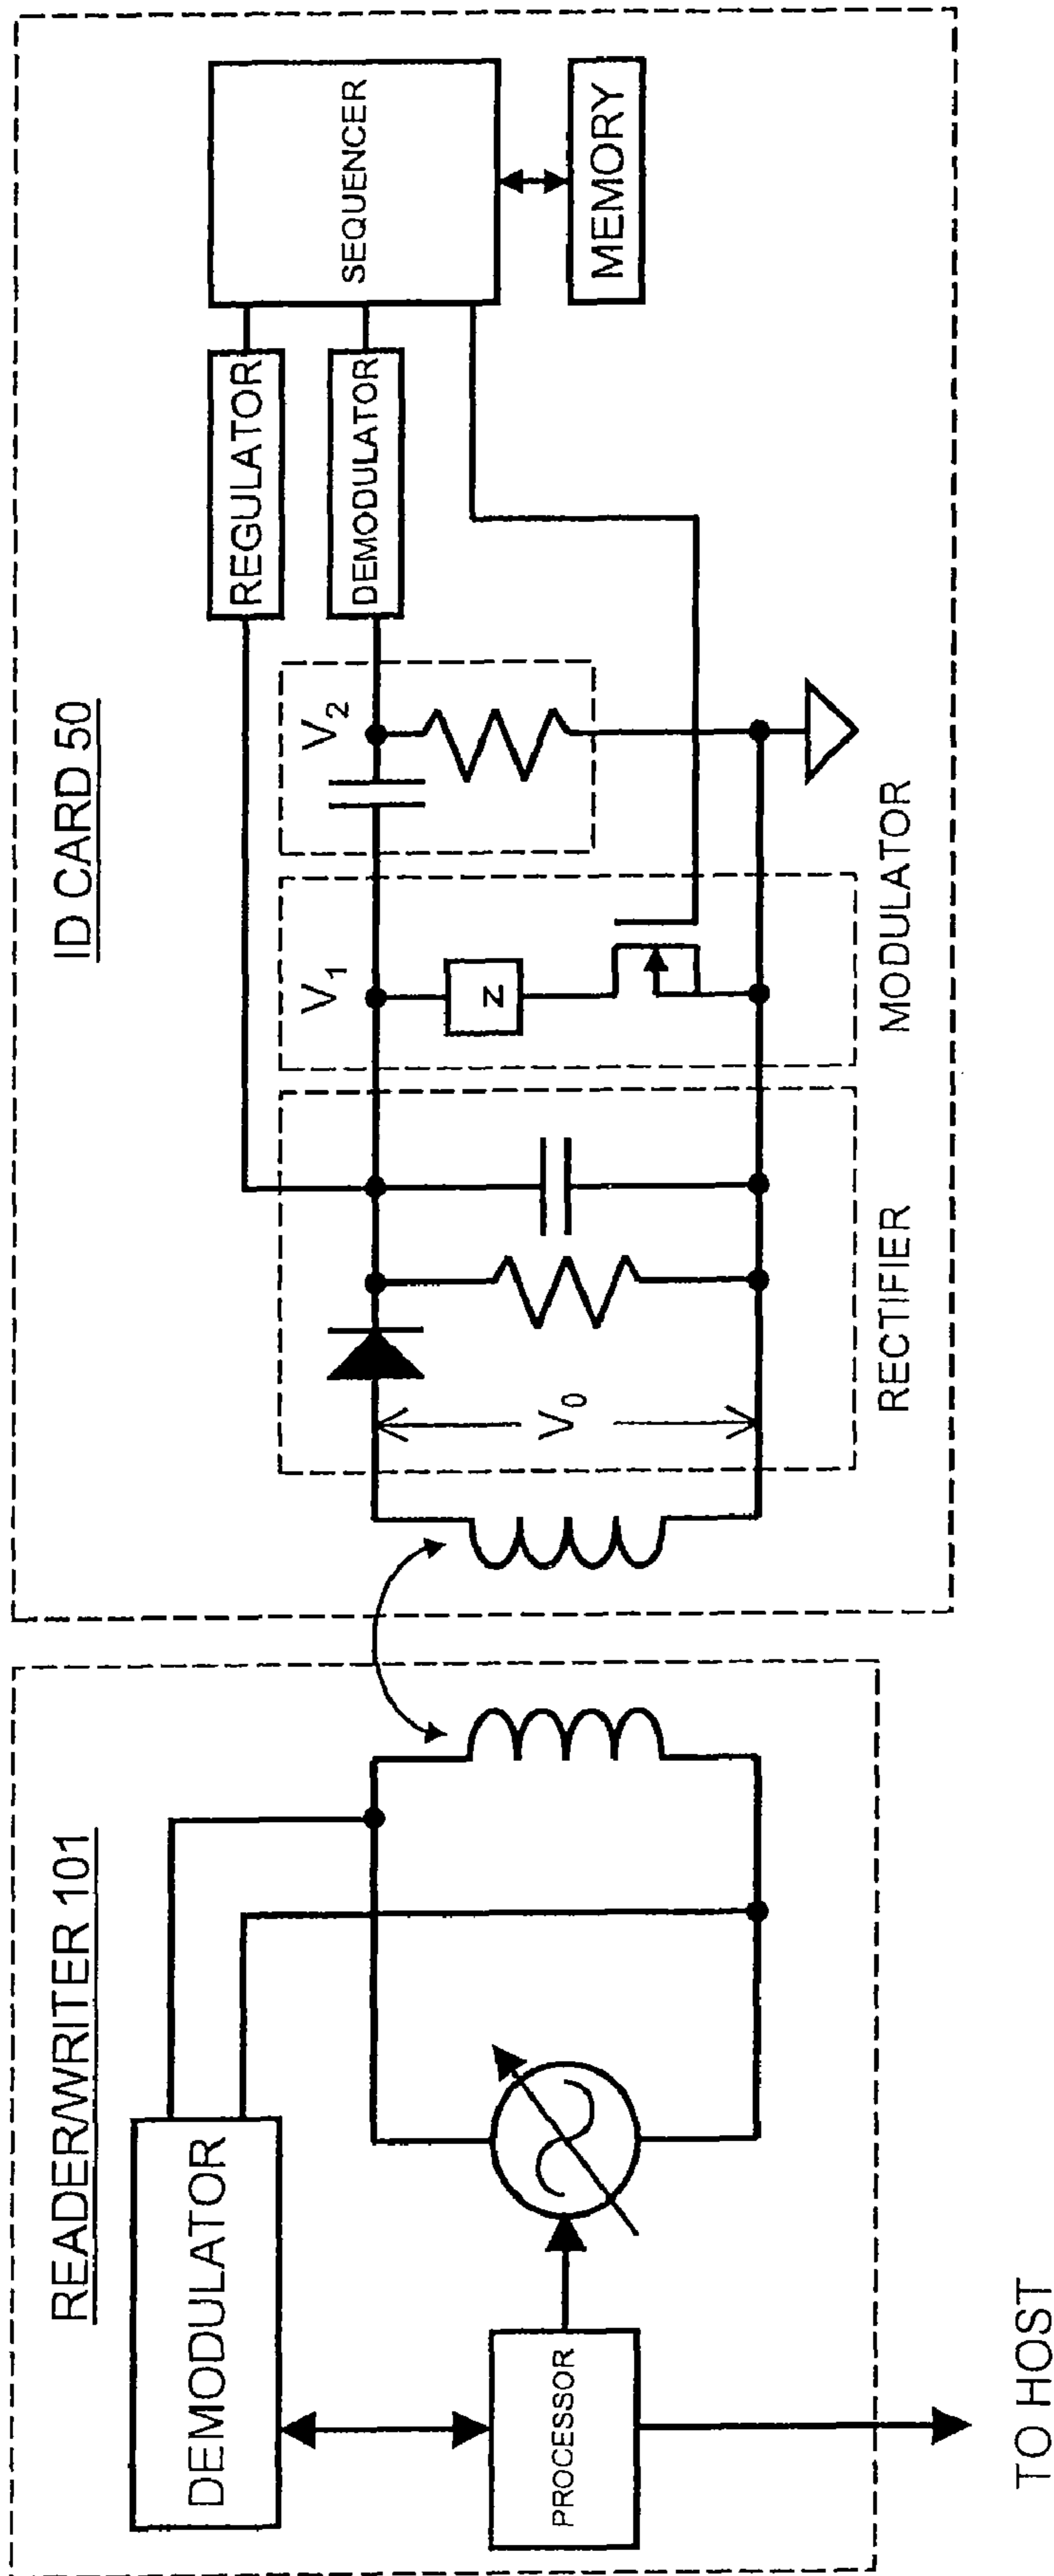 READER/WRITER 101
DEMODULATOR
PROCESSOR
TO HOST
ID CARD 50
V0
RECTIFIER
V1
Z
MODULATOR
V2
REGULATOR
DEMODULATOR
SEQUENCER
MEMORY